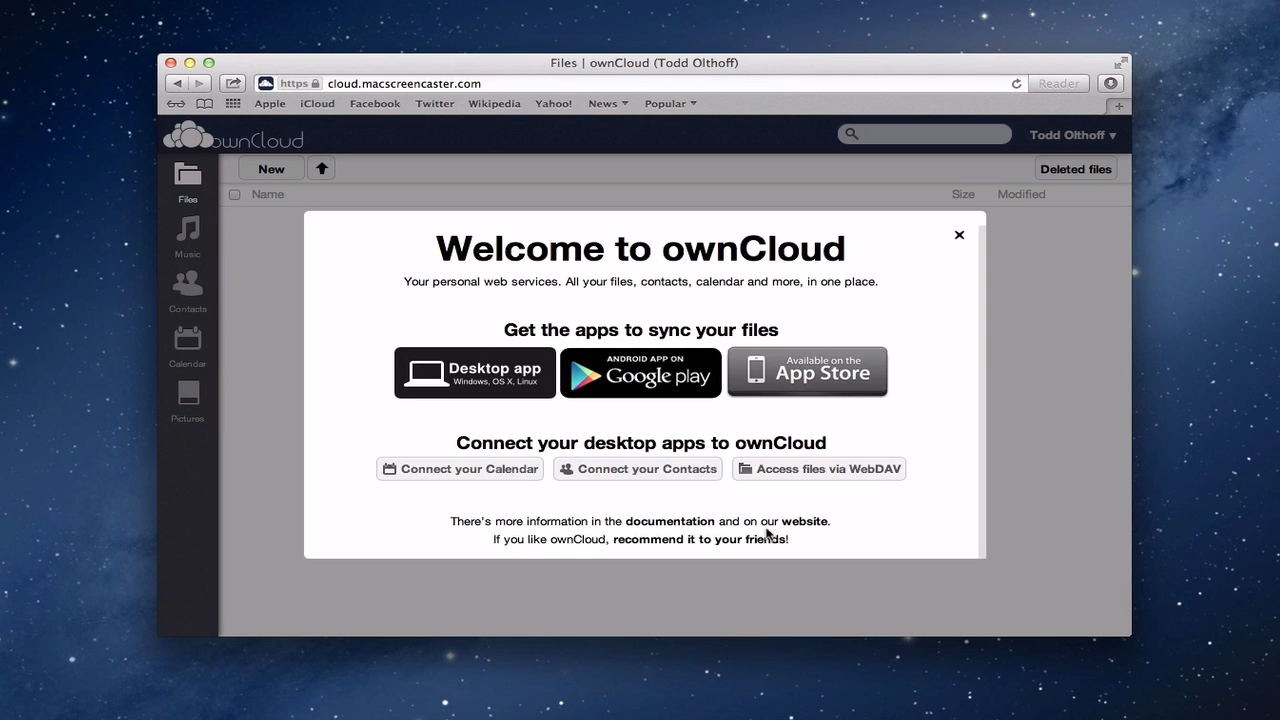 Files | ownCloud (Todd Olthoff)
https cloud.macscreencaster.com Reader
Apple iCloud Facebook Twitter Wikipedia Yahoo! News Popular
ownCloud Todd Olthoff
New Deleted files
Name Size Modified
Files
Music
Contacts
Calendar
Pictures
Welcome to ownCloud
Your personal web services. All your files, contacts, calendar and more, in one place.
Get the apps to sync your files
Desktop app
Windows, OS X, Linux
ANDROID APP ON
Google play
Available on the
App Store
Connect your desktop apps to ownCloud
Connect your Calendar Connect your Contacts Access files via WebDAV
There's more information in the documentation and on our website.
If you like ownCloud, recommend it to your friends!